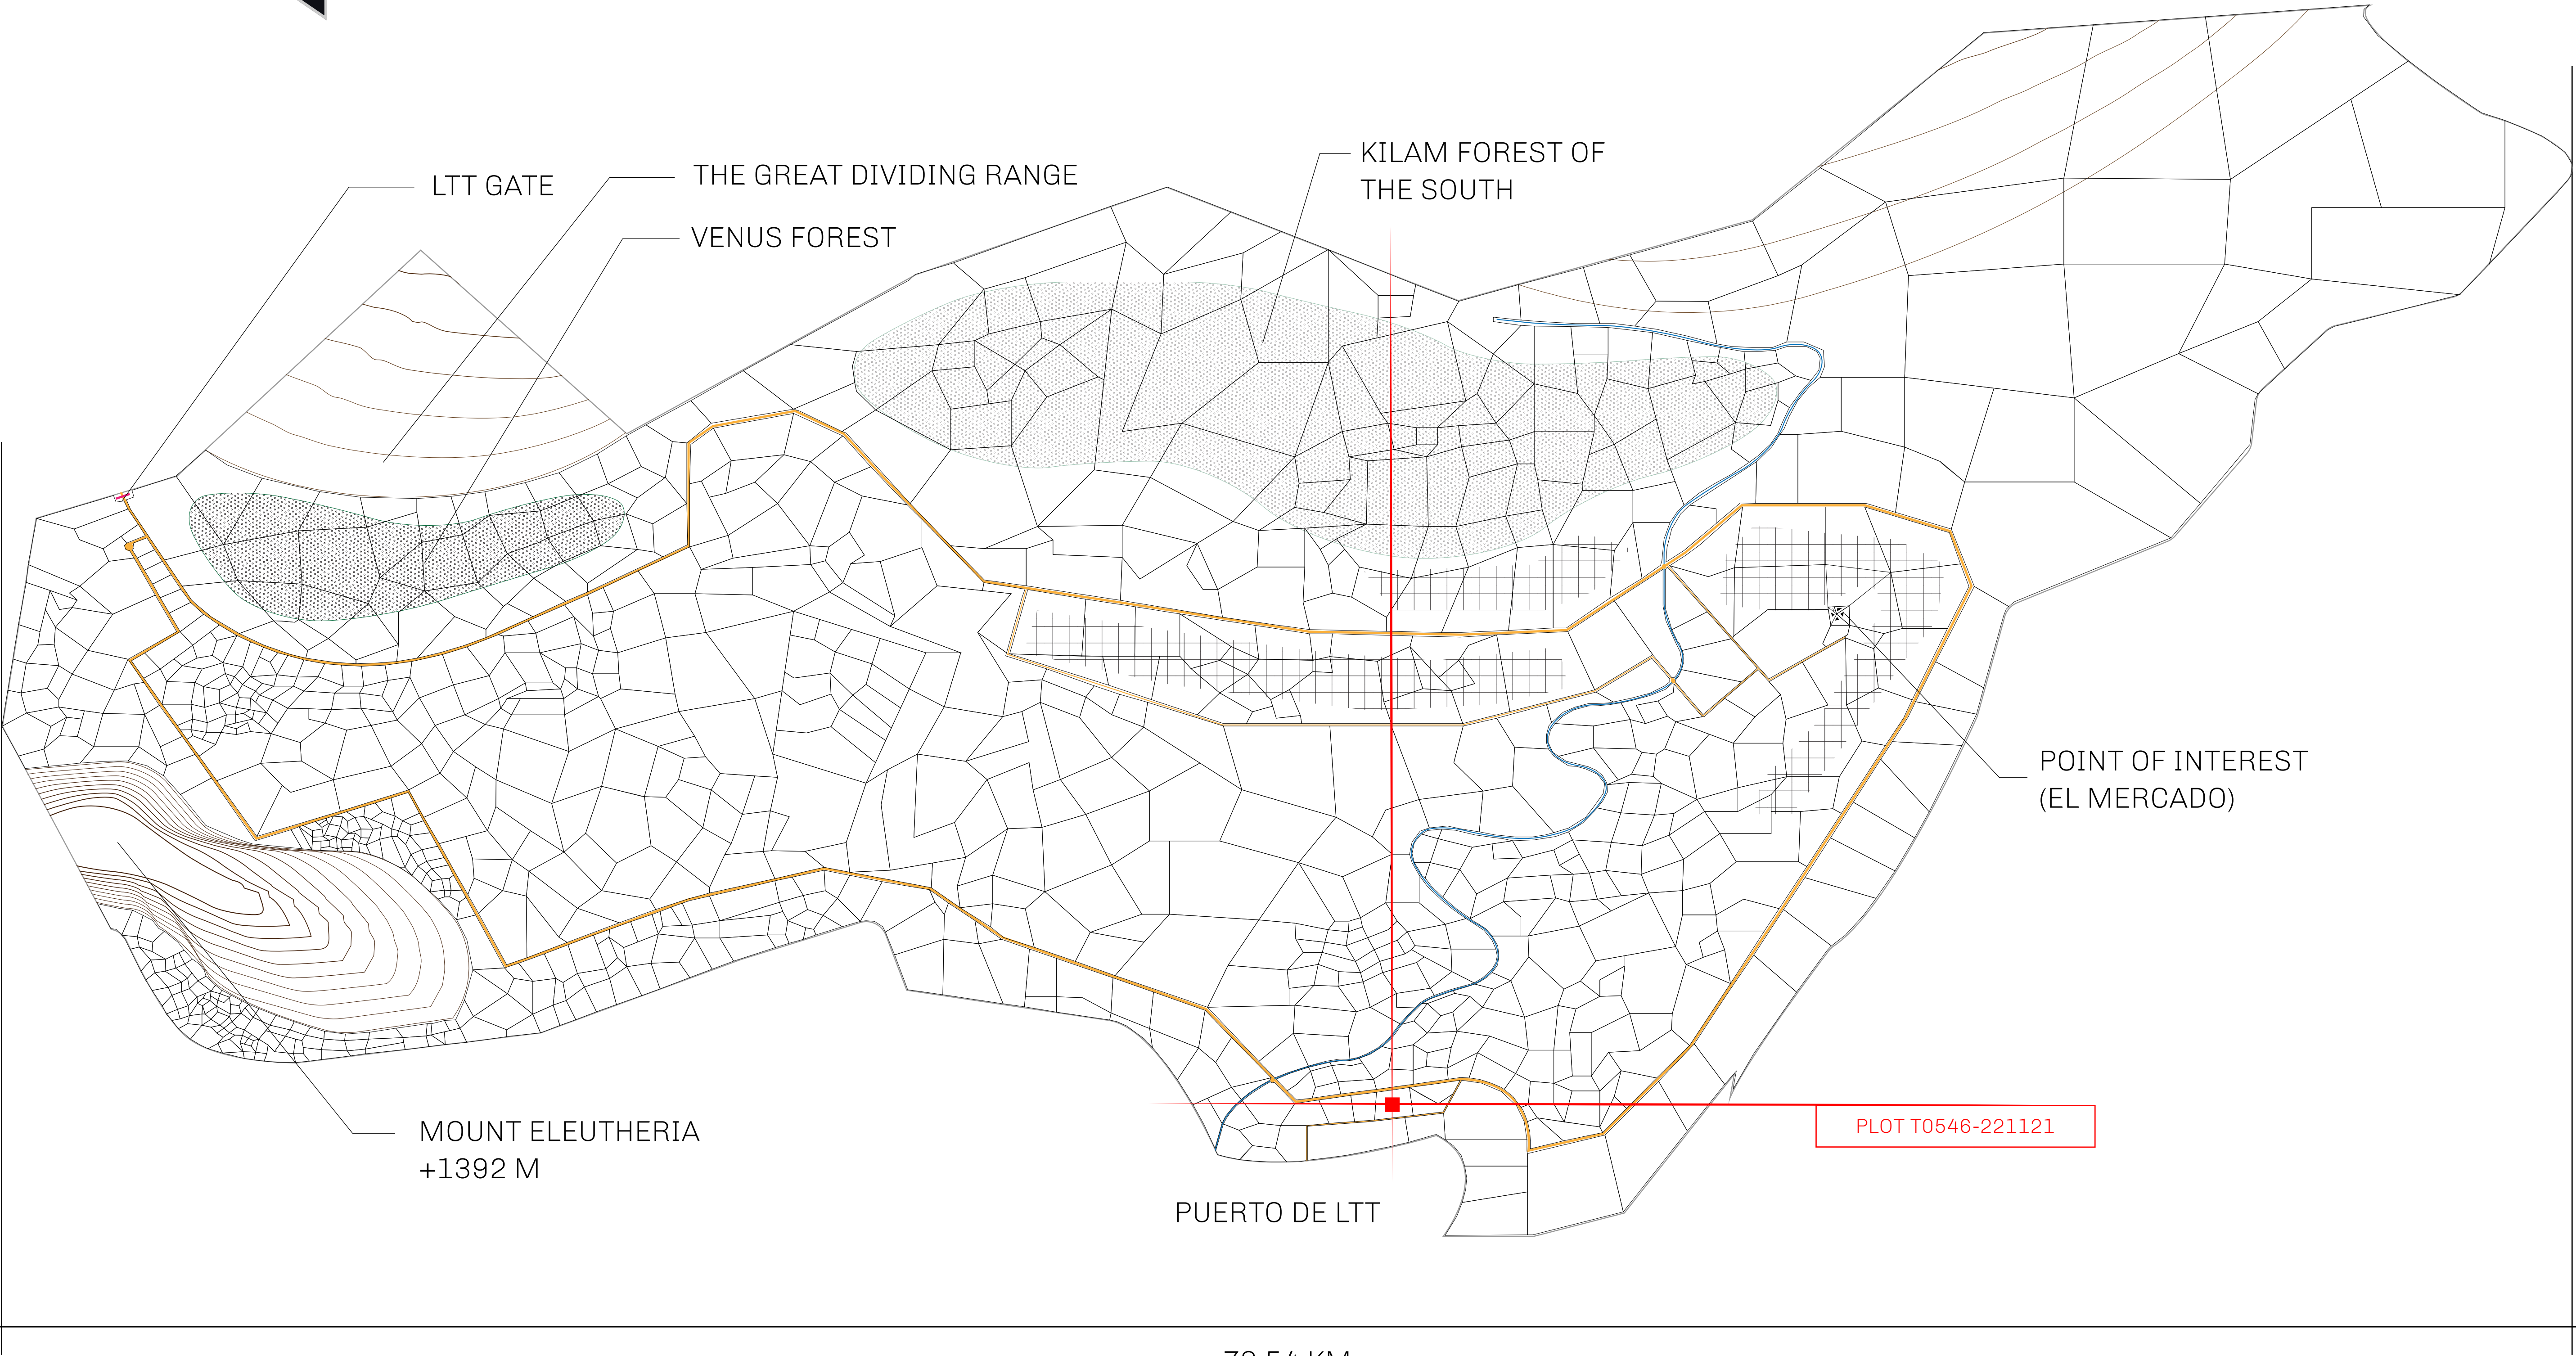 KILAM FOREST OF
THE SOUTH
THE GREAT DIVIDING RANGE
LTT GATE
VENUS FOREST
POINT OF INTEREST
(EL MERCADO)
PLOT T0546-221121
MOUNT ELEUTHERIA
+1392 M
PUERTO DE LTT
KM